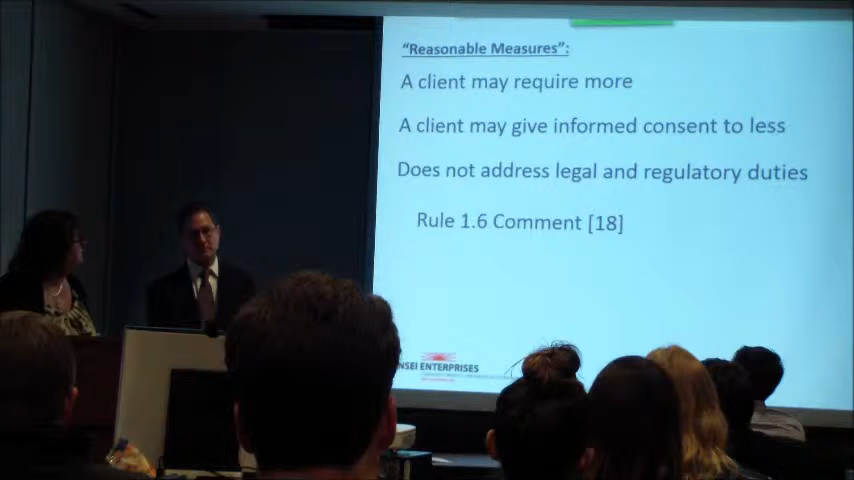 “Reasonable Measures”:
A client may require more
A client may give informed consent to less
Does not address legal and regulatory duties
Rule 1.6 Comment [18]
NSEI ENTERPRISES